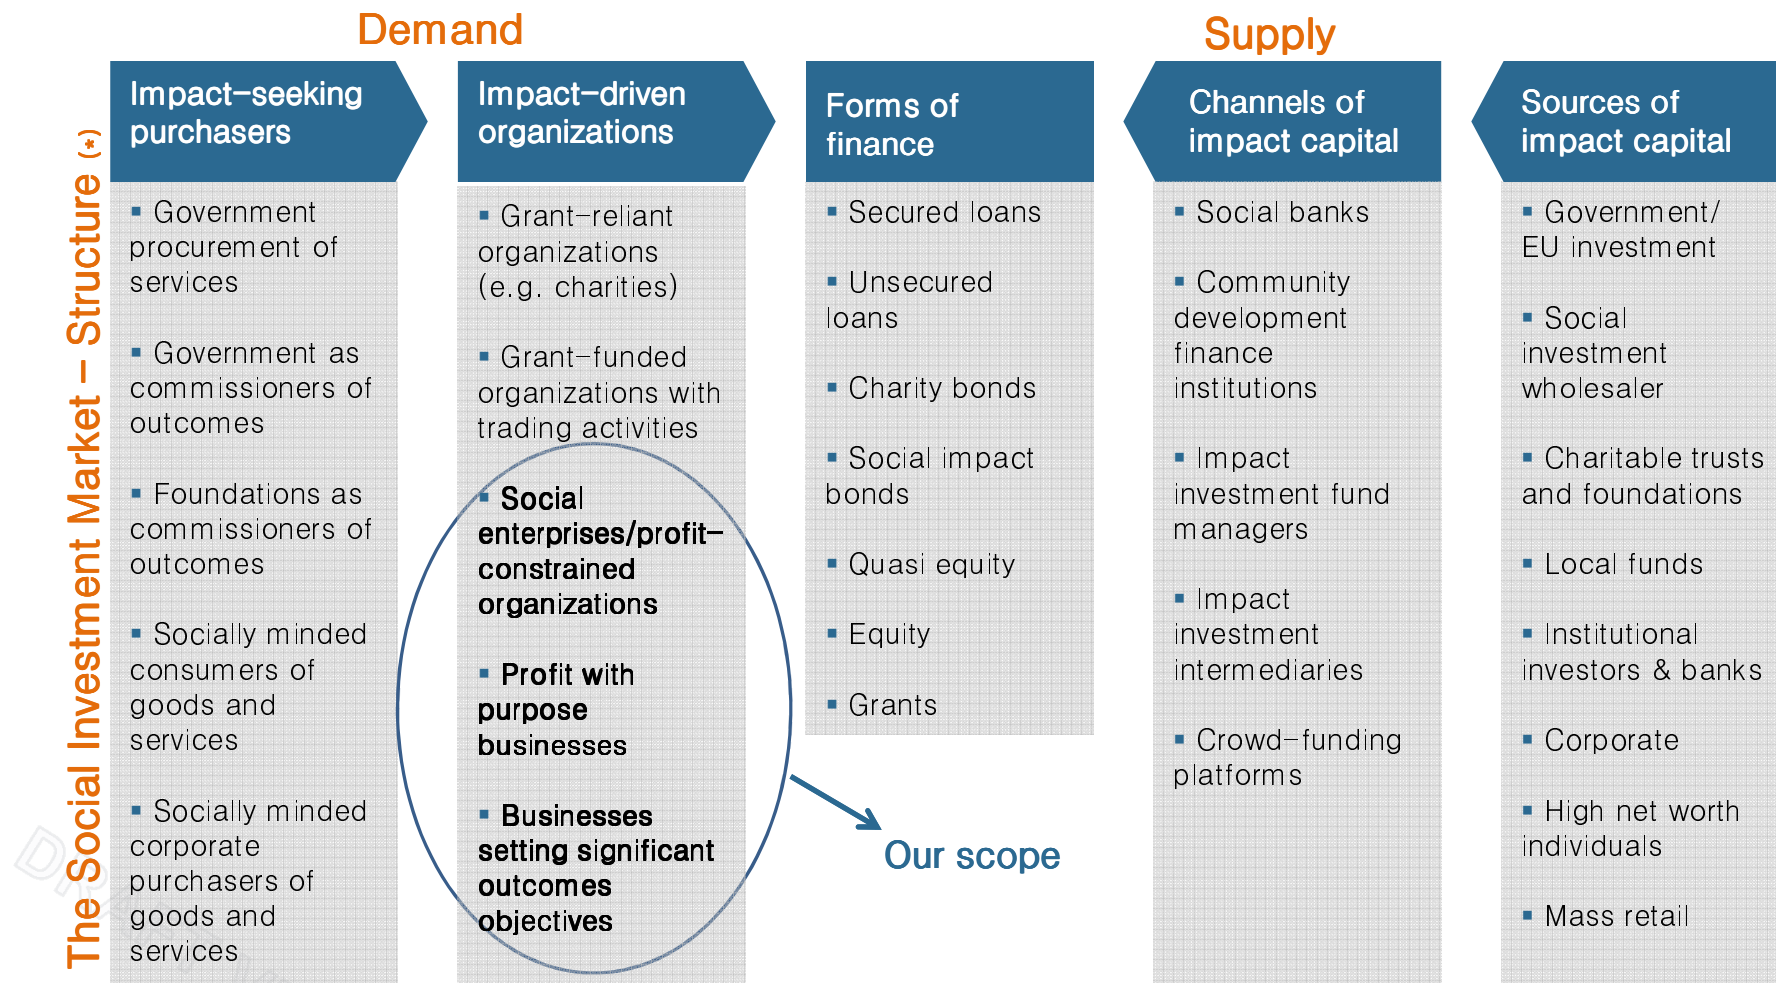 Demand
Supply
The Social Investment Market – Structure (*)
Impact–seeking
purchasers
▪ Government
procurement of
services
▪ Government as
commissioners of
outcomes
▪ Foundations as
commissioners of
outcomes
▪ Socially minded
consumers of
goods and
services
▪ Socially minded
corporate
purchasers of
goods and
services
Impact–driven
organizations
▪ Grant–reliant
organizations
(e.g. charities)
▪ Grant–funded
organizations with
trading activities
▪ Social
enterprises/profit–
constrained
organizations
▪ Profit with
purpose
businesses
▪ Businesses
setting significant
outcomes
objectives
Forms of
finance
▪ Secured loans
▪ Unsecured
loans
▪ Charity bonds
▪ Social impact
bonds
▪ Quasi equity
▪ Equity
▪ Grants
Our scope
Channels of
impact capital
▪ Social banks
▪ Community
development
finance
institutions
▪ Impact
investment fund
managers
▪ Impact
investment
intermediaries
▪ Crowd–funding
platforms
Sources of
impact capital
▪ Government/
EU investment
▪ Social
investment
wholesaler
▪ Charitable trusts
and foundations
▪ Local funds
▪ Institutional
investors & banks
▪ Corporate
▪ High net worth
individuals
▪ Mass retail